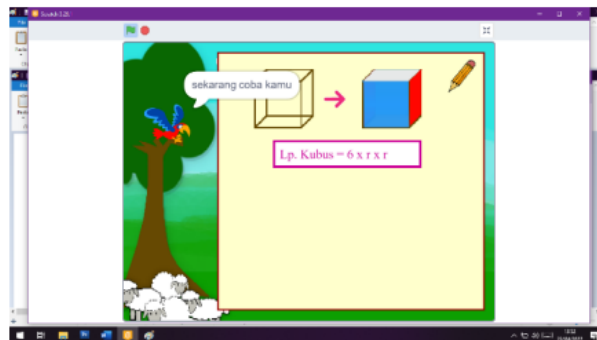 sekarang coba kamu
Lp. Kubus = 6 x r x r